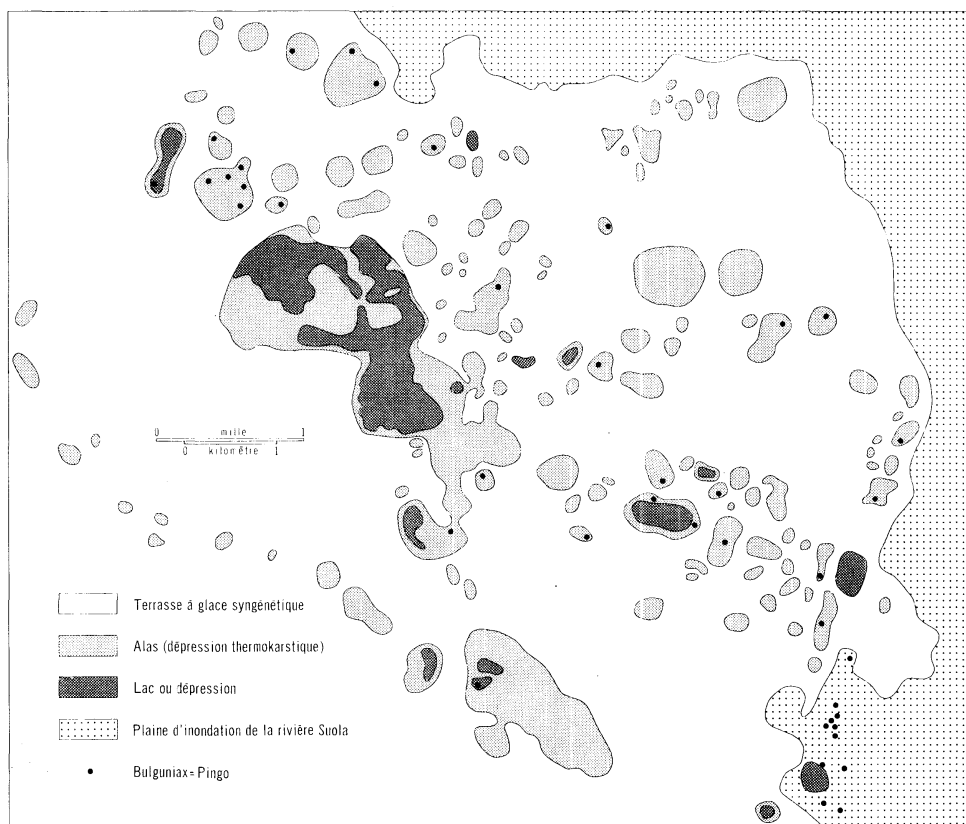 0 mille 1
0 kilomètre 1
Terrasse à glace syngénétique
Alas (dépression thermokarstique)
Lac ou dépression
Plaine d'inondation de la rivière Suola
Bulguniax = Pingo